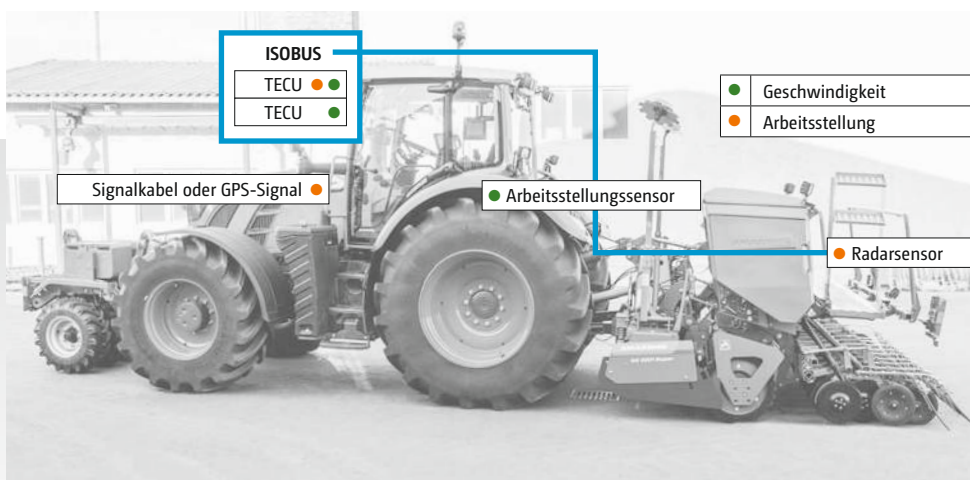 ISOBUS
TECU
TECU
Geschwindigkeit
Arbeitsstellung
Signalkabel oder GPS-Signal
Arbeitsstellungssensor
Radarsensor